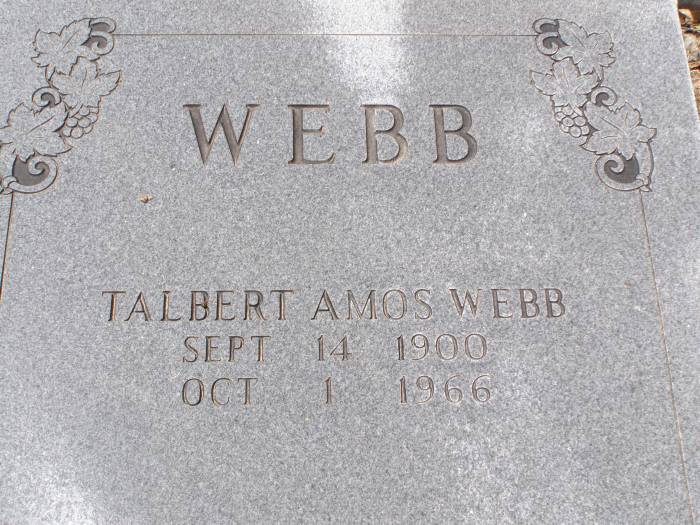 WEBB
TALBERT AMOS WEBB
SEPT 14 1900
OCT 1 1966